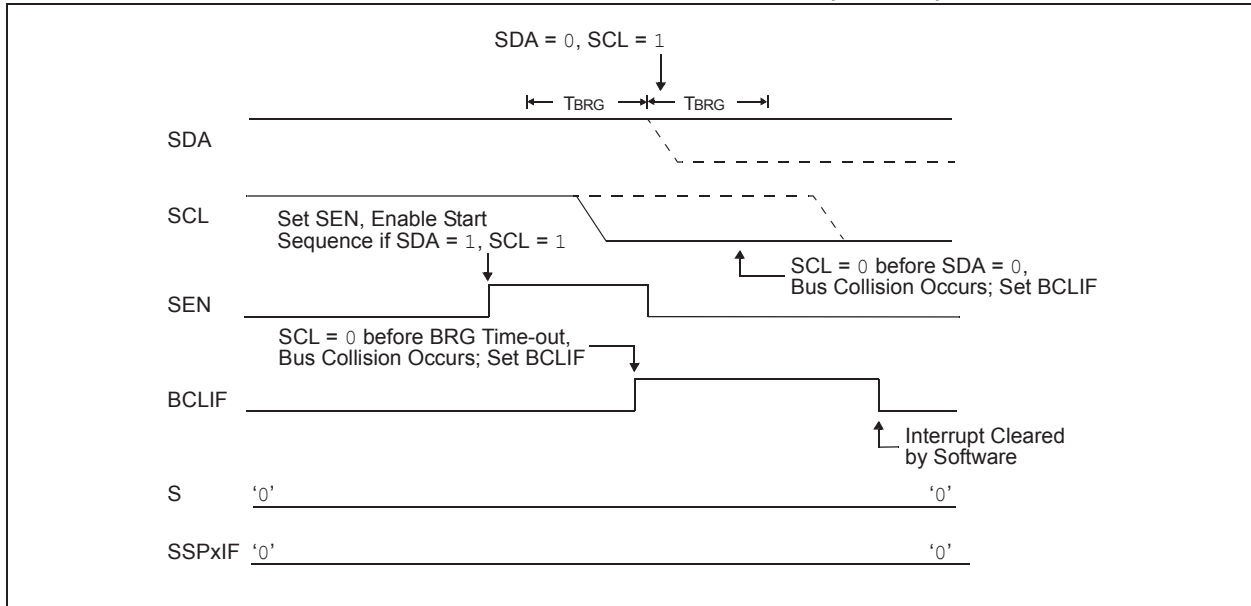 SDA = 0, SCL = 1
TBRG TBRG
SDA
SCL
Set SEN, Enable Start
Sequence if SDA = 1, SCL = 1
SCL = 0 before SDA = 0,
Bus Collision Occurs; Set BCLIF
SEN
SCL = 0 before BRG Time-out,
Bus Collision Occurs; Set BCLIF
BCLIF
Interrupt Cleared
by Software
S ‘0’ ‘0’
SSPxIF ‘0’ ‘0’